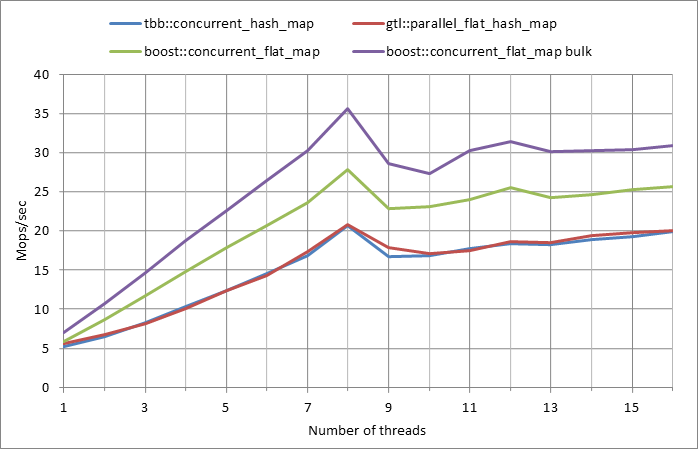 tbb::concurrent_hash_map gtl::parallel_flat_hash_map
boost::concurrent_flat_map boost::concurrent_flat_map bulk
40
35
30
25
20
15
10
5
0
Mops/sec
1 3 5 7 9 11 13 15
Number of threads